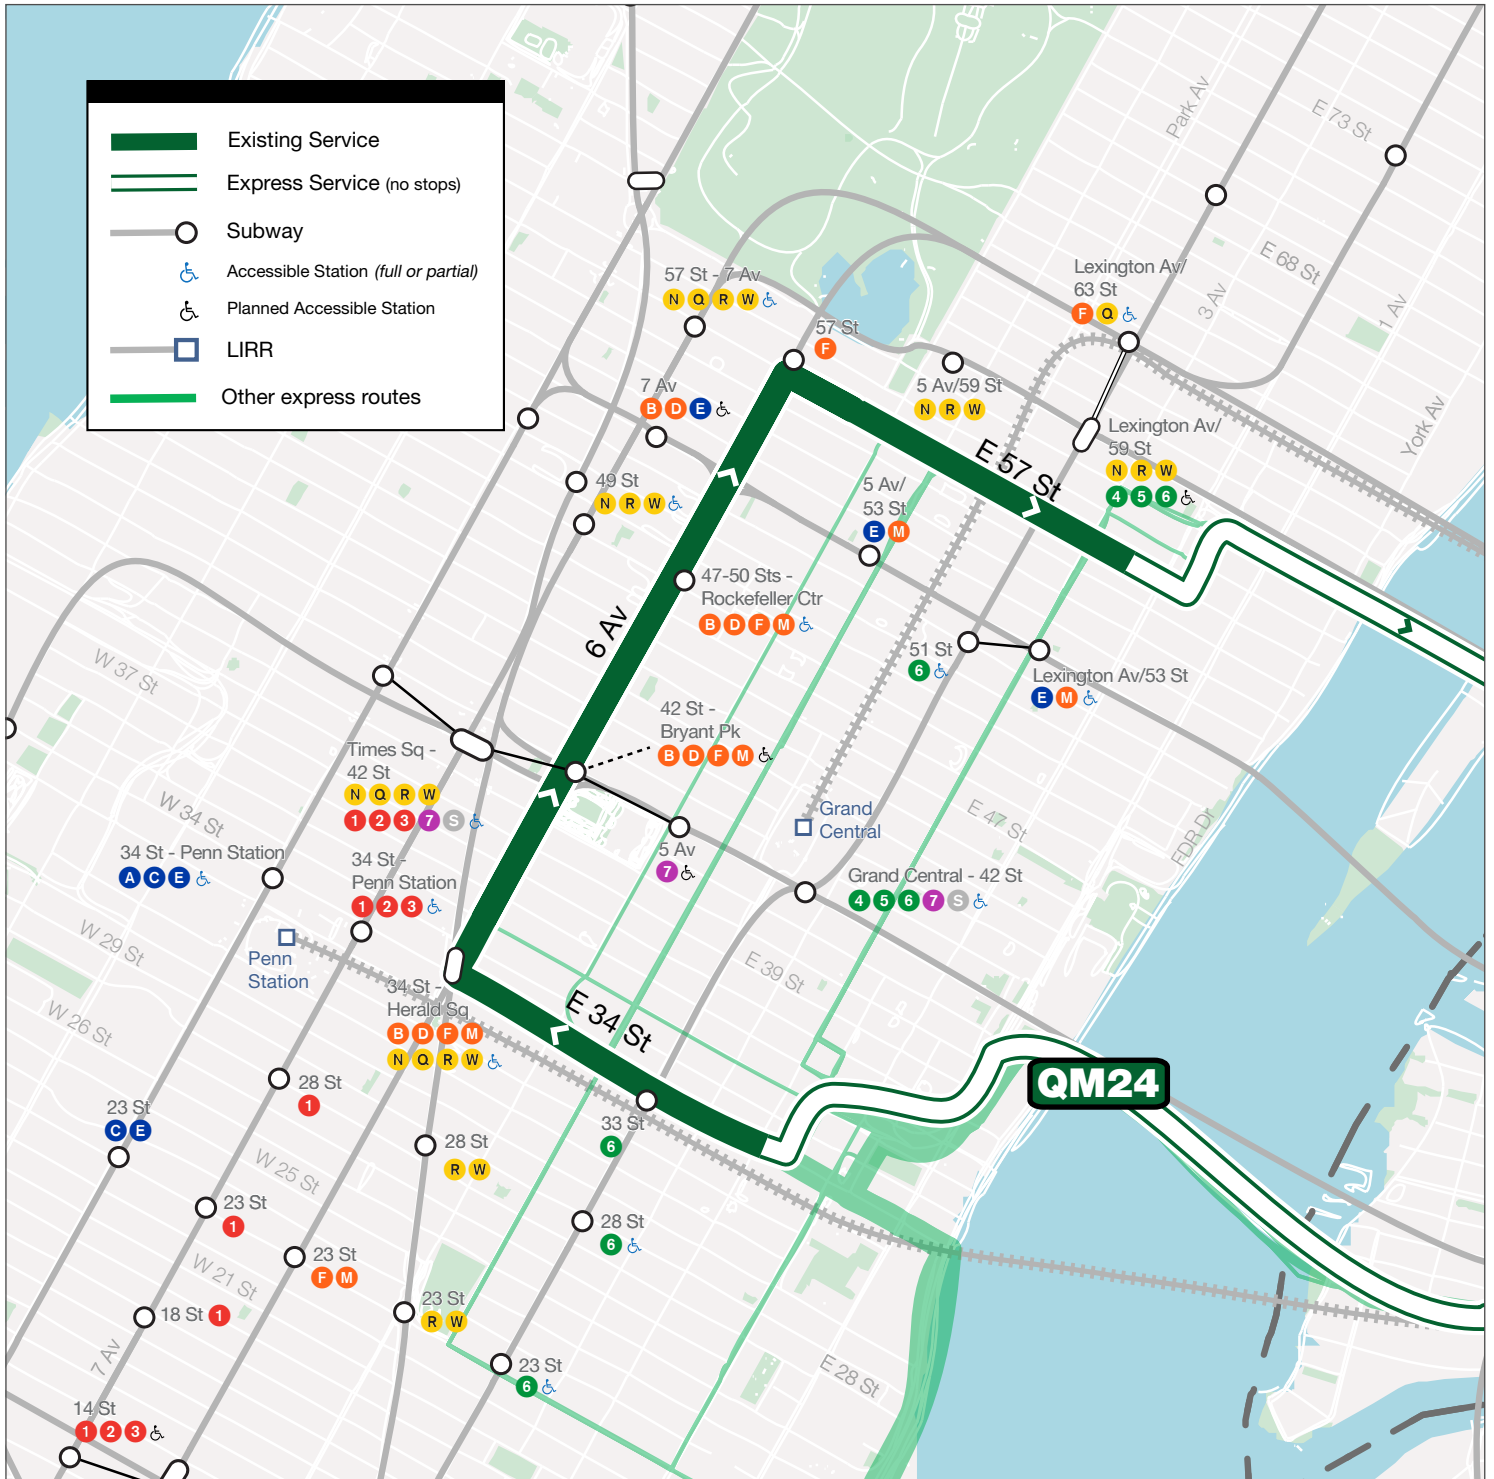 Existing Service
Express Service (no stops)
Subway
Accessible Station (full or partial)
Planned Accessible Station
LIRR
Other express routes
Park Av
E 73 St
E 68 St
3 Av
1 Av
York Av
57 St - 7 Av
N Q R W
57 St
F
Lexington Av/
63 St
F Q
7 Av
B D E
5 Av/59 St
N R W
Lexington Av/
59 St
N R W
4 5 6
E 57 St
49 St
N R W
5 Av/
53 St
E M
47-50 Sts -
Rockefeller Ctr
B D F M
6 Av
51 St
6
Lexington Av/53 St
E M
W 37 St
42 St -
Bryant Pk
B D F M
Times Sq -
42 St
N Q R W
1 2 3 7 S
W 34 St
Grand
Central
E 47 St
FDR Dr
5 Av
7
34 St - Penn Station
A C E
34 St -
Penn Station
1 2 3
Grand Central - 42 St
4 5 6 7 S
W 29 St
Penn
Station
E 39 St
34 St -
Herald Sq
B D F M
N Q R W
E 34 St
W 26 St
QM24
28 St
1
23 St
C E
33 St
6
28 St
R W
W 25 St
23 St
1
28 St
6
23 St
F M
W 21 St
18 St 1
23 St
R W
7 Av
23 St
6
E 28 St
14 St
1 2 3